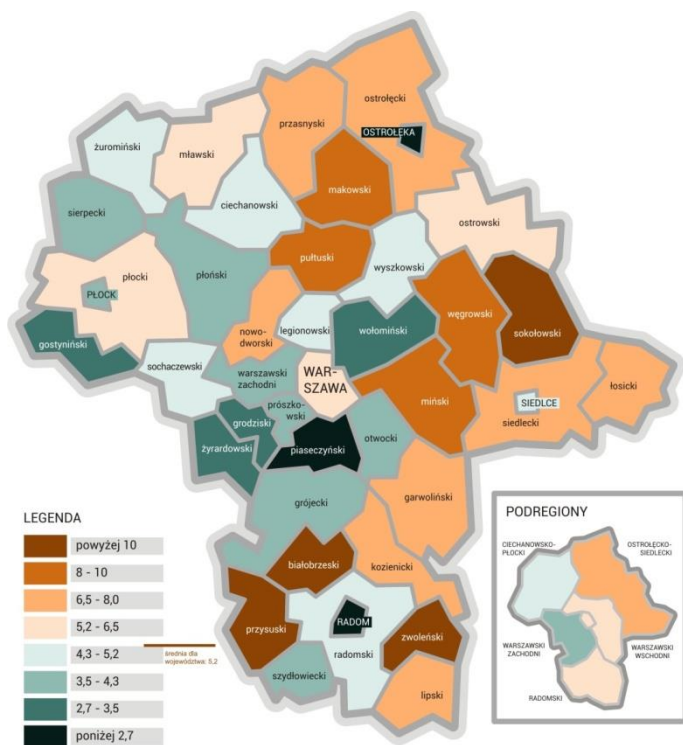 ostrołęcki
przasnyski
OSTROŁĘKA
żuromiński
mławski
makowski
ciechanowski
sierpecki
ostrowski
pułtuski
wyszkowski
płocki
płoński
PŁOCK
węgrowski
nowo-
dworski
legionowski
wołomiński
sokołowski
gostyniński
sochaczewski
warszawski
zachodni
WAR-
SZAWA
miński
SIEDLCE
łosicki
siedlecki
prószko-
wski
grodziski
żyrardowski
piaseczyński
otwocki
garwoliński
grójecki
LEGENDA
powyżej 10
8 - 10
6,5 - 8,0
5,2 - 6,5
4,3 - 5,2
3,5 - 4,3
2,7 - 3,5
poniżej 2,7
średnia dla
województwa: 5,2
białobrzeski
kozienicki
przysuski
RADOM
zwoleński
radomski
szydłowiecki
lipski
PODREGIONY
CIECHANOWSKO-
PŁOCKI
OSTROŁĘCKO-
SIEDLECKI
WARSZAWSKI
ZACHODNI
WARSZAWSKI
WSCHODNI
RADOMSKI